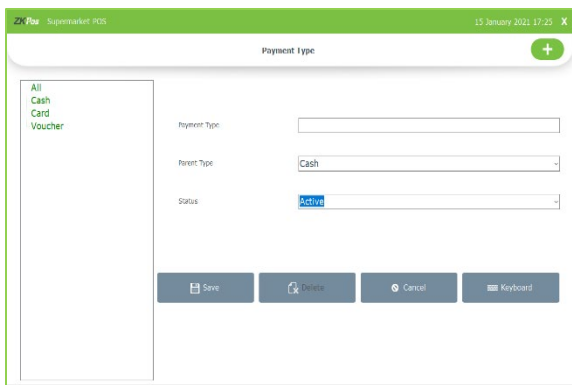 ZKPos Supermarket POS 15 January 2021 17:25 X
Payment Type
+
All
Cash
Card
Voucher
Payment Type
Parent Type Cash
Status Active
Save Delete Cancel Keyboard